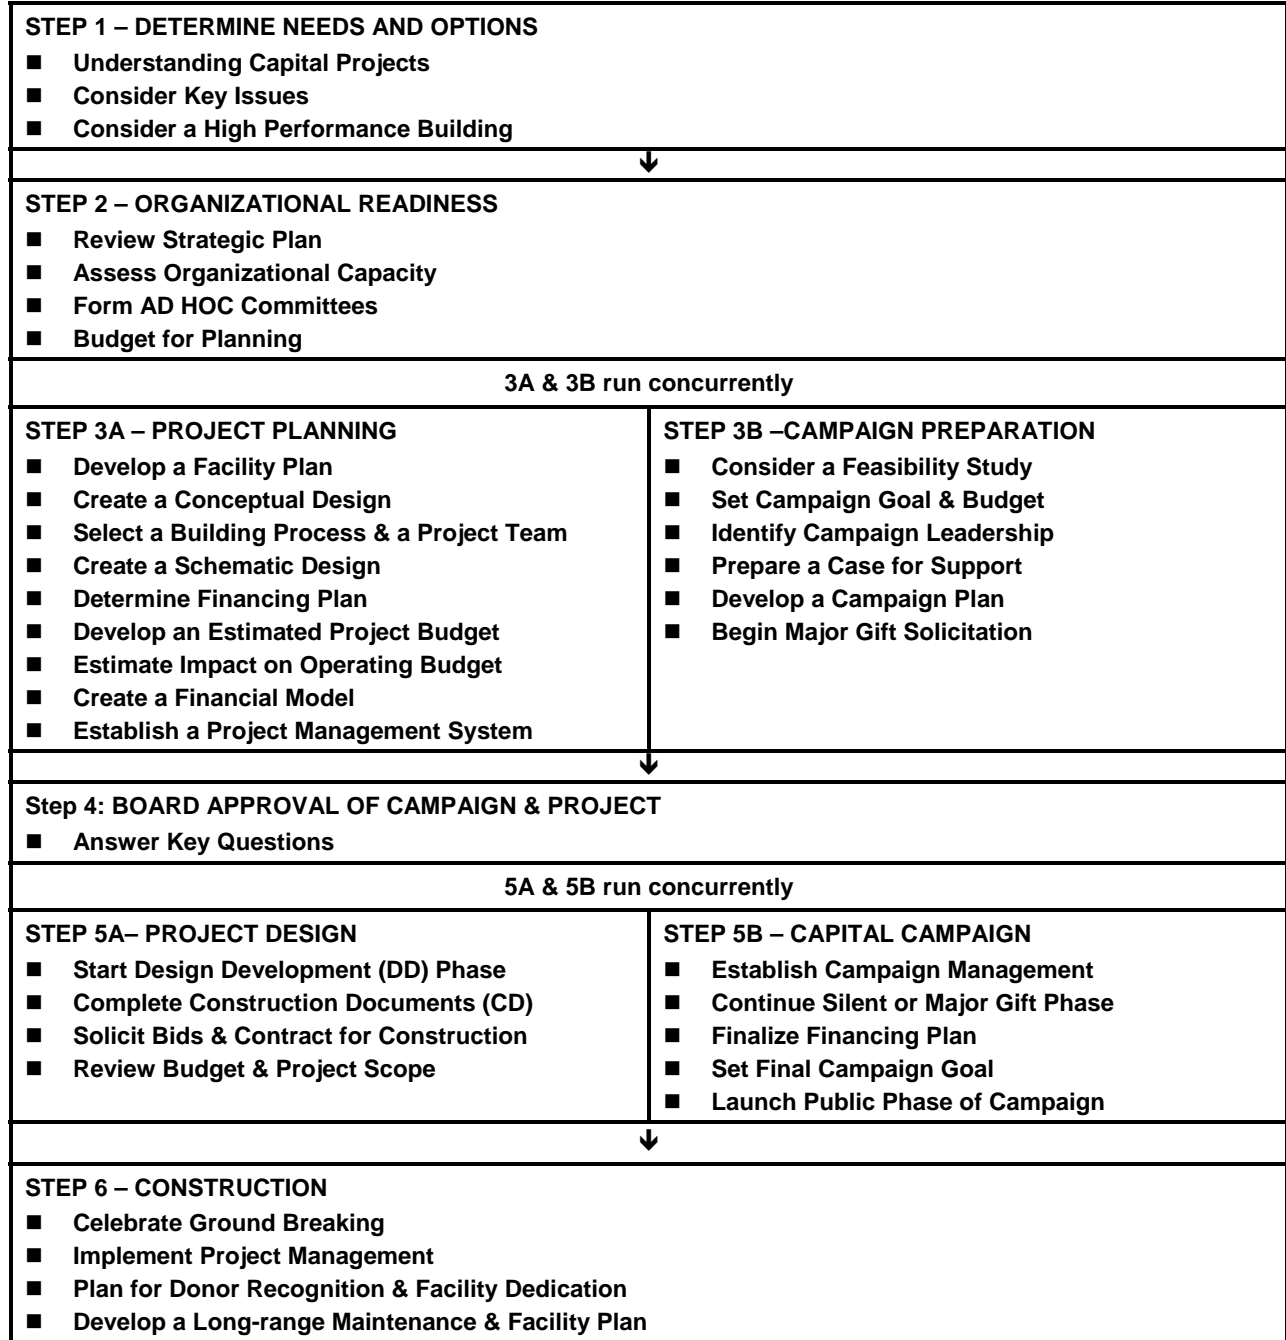 STEP 1 – DETERMINE NEEDS AND OPTIONS
■ Understanding Capital Projects
■ Consider Key Issues
■ Consider a High Performance Building
↓
STEP 2 – ORGANIZATIONAL READINESS
■ Review Strategic Plan
■ Assess Organizational Capacity
■ Form AD HOC Committees
■ Budget for Planning
3A & 3B run concurrently
STEP 3A – PROJECT PLANNING
■ Develop a Facility Plan
■ Create a Conceptual Design
■ Select a Building Process & a Project Team
■ Create a Schematic Design
■ Determine Financing Plan
■ Develop an Estimated Project Budget
■ Estimate Impact on Operating Budget
■ Create a Financial Model
■ Establish a Project Management System
STEP 3B –CAMPAIGN PREPARATION
■ Consider a Feasibility Study
■ Set Campaign Goal & Budget
■ Identify Campaign Leadership
■ Prepare a Case for Support
■ Develop a Campaign Plan
■ Begin Major Gift Solicitation
↓
Step 4: BOARD APPROVAL OF CAMPAIGN & PROJECT
■ Answer Key Questions
5A & 5B run concurrently
STEP 5A– PROJECT DESIGN
■ Start Design Development (DD) Phase
■ Complete Construction Documents (CD)
■ Solicit Bids & Contract for Construction
■ Review Budget & Project Scope
STEP 5B – CAPITAL CAMPAIGN
■ Establish Campaign Management
■ Continue Silent or Major Gift Phase
■ Finalize Financing Plan
■ Set Final Campaign Goal
■ Launch Public Phase of Campaign
↓
STEP 6 – CONSTRUCTION
■ Celebrate Ground Breaking
■ Implement Project Management
■ Plan for Donor Recognition & Facility Dedication
■ Develop a Long-range Maintenance & Facility Plan